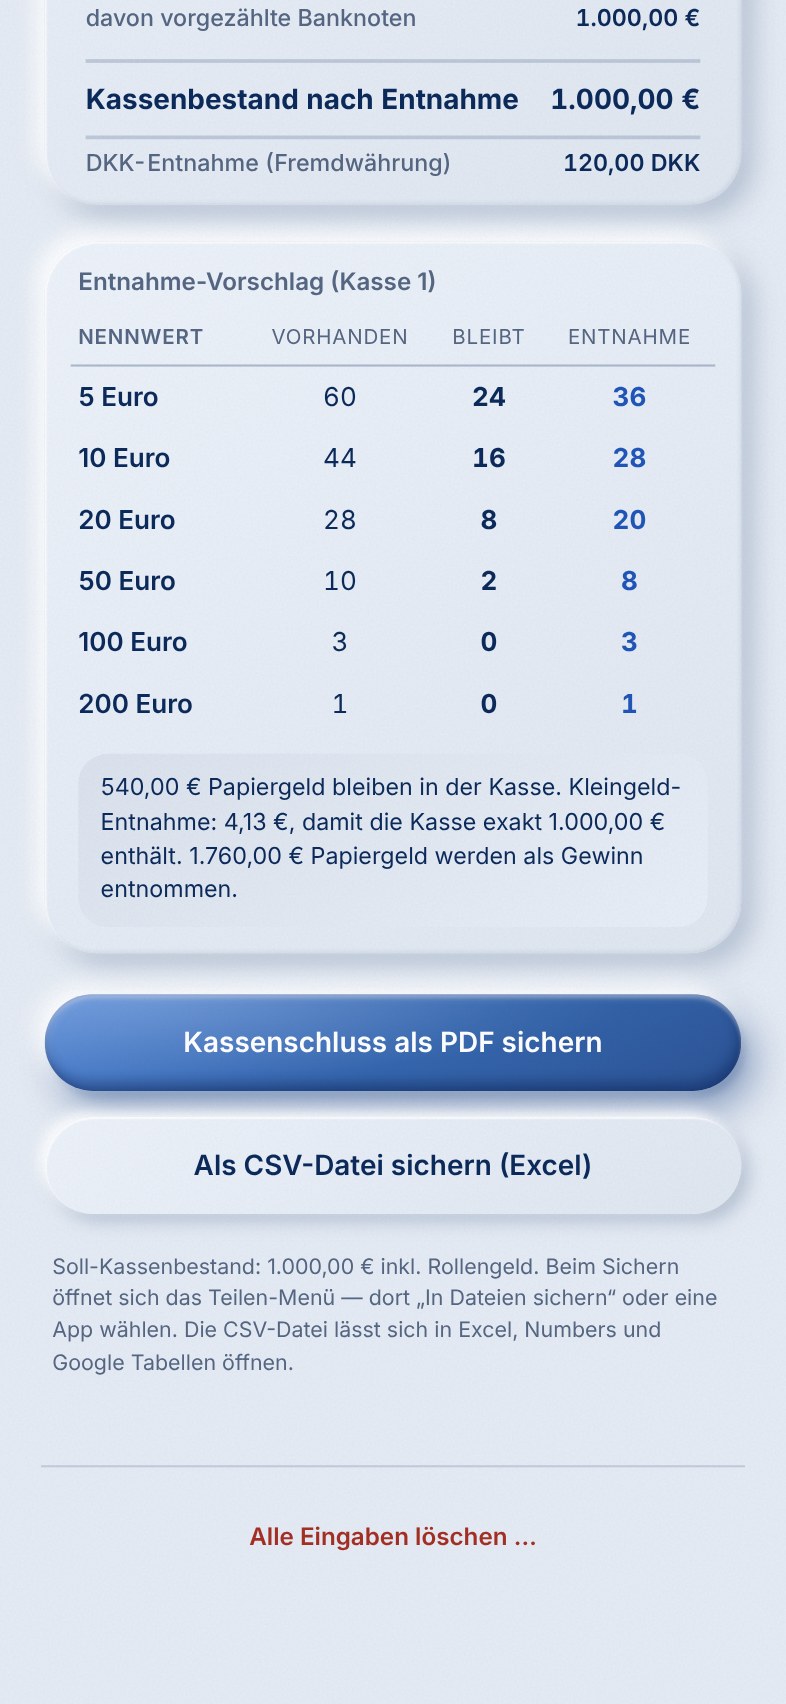 davon vorgezählte Banknoten 1.000,00 €
Kassenbestand nach Entnahme 1.000,00 €
DKK-Entnahme (Fremdwährung) 120,00 DKK
Entnahme-Vorschlag (Kasse 1)
NENNWERT VORHANDEN BLEIBT ENTNAHME
5 Euro 60 24 36
10 Euro 44 16 28
20 Euro 28 8 20
50 Euro 10 2 8
100 Euro 3 0 3
200 Euro 1 0 1
540,00 € Papiergeld bleiben in der Kasse. Kleingeld-
Entnahme: 4,13 €, damit die Kasse exakt 1.000,00 €
enthält. 1.760,00 € Papiergeld werden als Gewinn
entnommen.
Kassenschluss als PDF sichern
Als CSV-Datei sichern (Excel)
Soll-Kassenbestand: 1.000,00 € inkl. Rollengeld. Beim Sichern
öffnet sich das Teilen-Menü — dort „In Dateien sichern“ oder eine
App wählen. Die CSV-Datei lässt sich in Excel, Numbers und
Google Tabellen öffnen.
Alle Eingaben löschen …